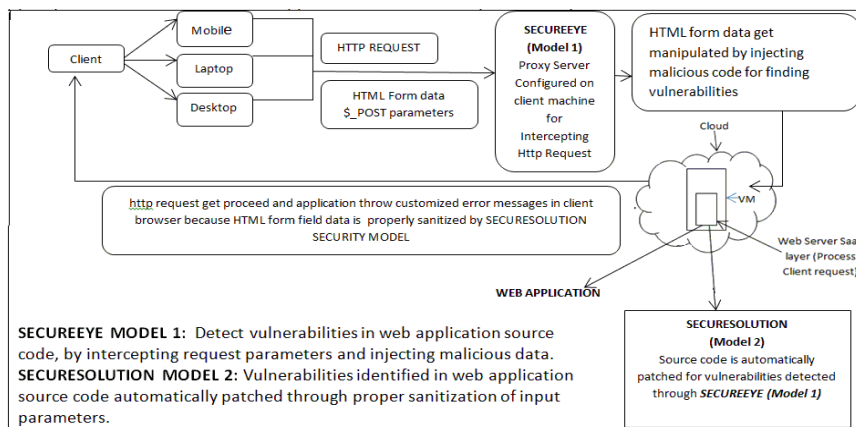 Client
Mobile
Laptop
Desktop
HTTP REQUEST
HTML Form data
$_POST parameters
SECUREEYE
(Model 1)
Proxy Server
Configured on
client machine
for
Intercepting
Http Request
HTML form data get
manipulated by injecting
malicious code for finding
vulnerabilities
Cloud
VM
http request get proceed and application throw customized error messages in client
browser because HTML form field data is properly sanitized by SECURESOLUTION
SECURITY MODEL
Web Server Saa
layer (Process
Client request)
WEB APPLICATION
SECURESOLUTION
(Model 2)
Source code is automatically
patched for vulnerabilities detected
through SECUREEYE (Model 1)
SECUREEYE MODEL 1: Detect vulnerabilities in web application source
code, by intercepting request parameters and injecting malicious data.
SECURESOLUTION MODEL 2: Vulnerabilities identified in web application
source code automatically patched through proper sanitization of input
parameters.